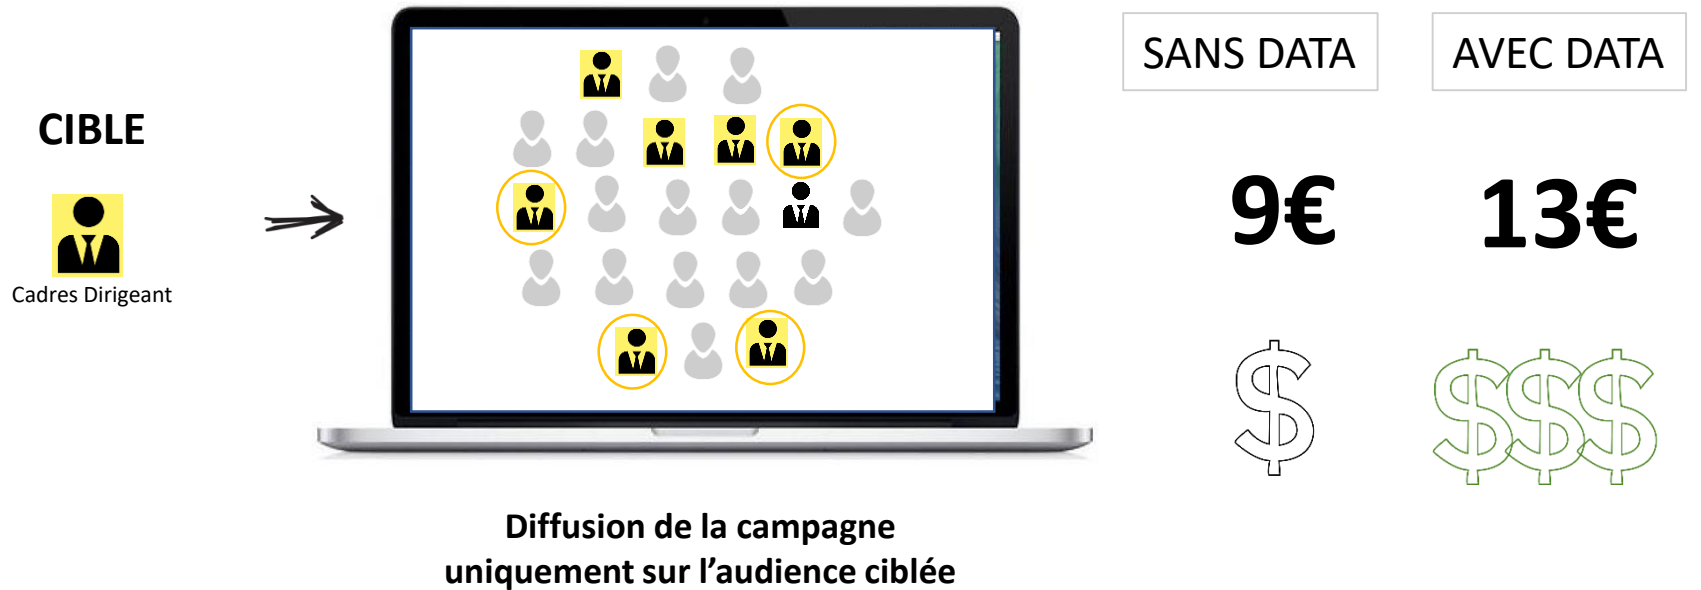 CIBLE
Cadres Dirigeant
SANS DATA
AVEC DATA
9€
13€
$
$$$
Diffusion de la campagne
uniquement sur l’audience ciblée